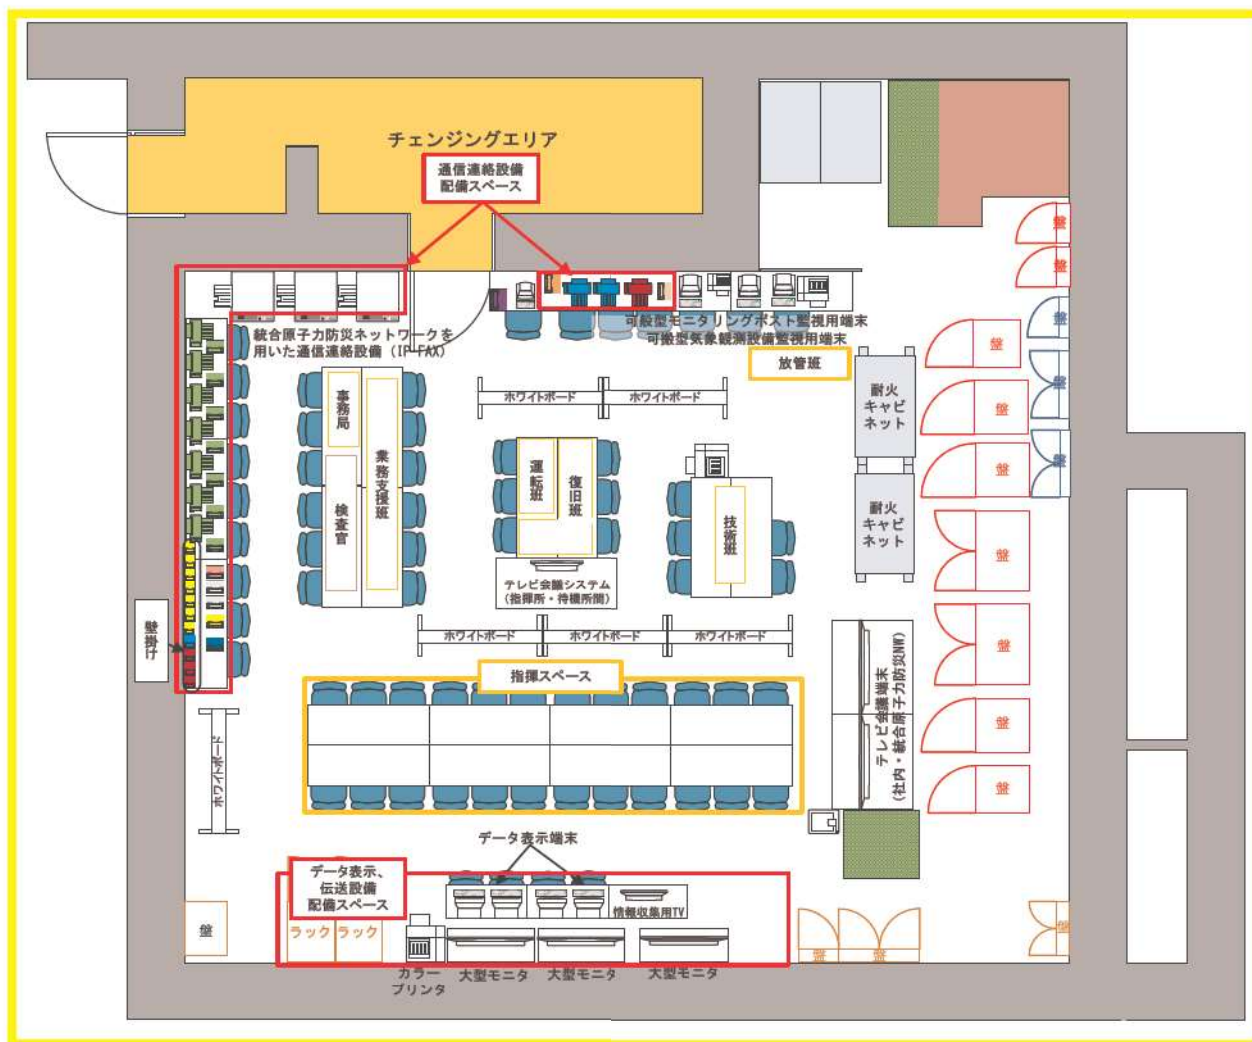 チェンジングエリア
通信連絡設備
配備スペース
盤
盤
統合原子力防災ネットワークを
用いた通信連絡設備（IP-FAX）
可般型モニタリングポスト監視用端末
可搬型気象観測設備監視用端末
放管班
盤
盤
盤
盤
盤
盤
ホワイトボード
ホワイトボード
耐火
キャビ
ネット
事務局
業務支援班
検査官
運転班
復旧班
技術班
耐火
キャビ
ネット
盤
盤
テレビ会議システム
（指揮所・待機所間）
壁掛け
ホワイトボード
ホワイトボード
ホワイトボード
盤
指揮スペース
テレビ会議端末
（社内・統合原子力防災NW）
盤
ホワイトボード
盤
データ表示端末
データ表示、
伝送設備
配備スペース
情報収集用TV
盤
ラック
ラック
盤
盤
盤
カラー
プリンタ
大型モニタ
大型モニタ
大型モニタ